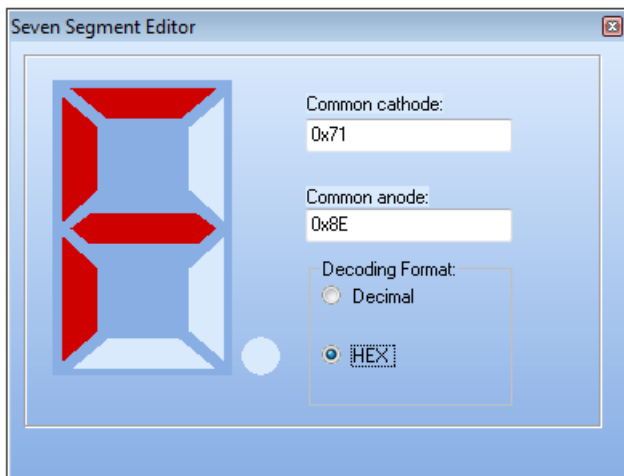 Seven Segment Editor
Common cathode:
0x71
Common anode:
0x8E
Decoding Format:
Decimal
HEX